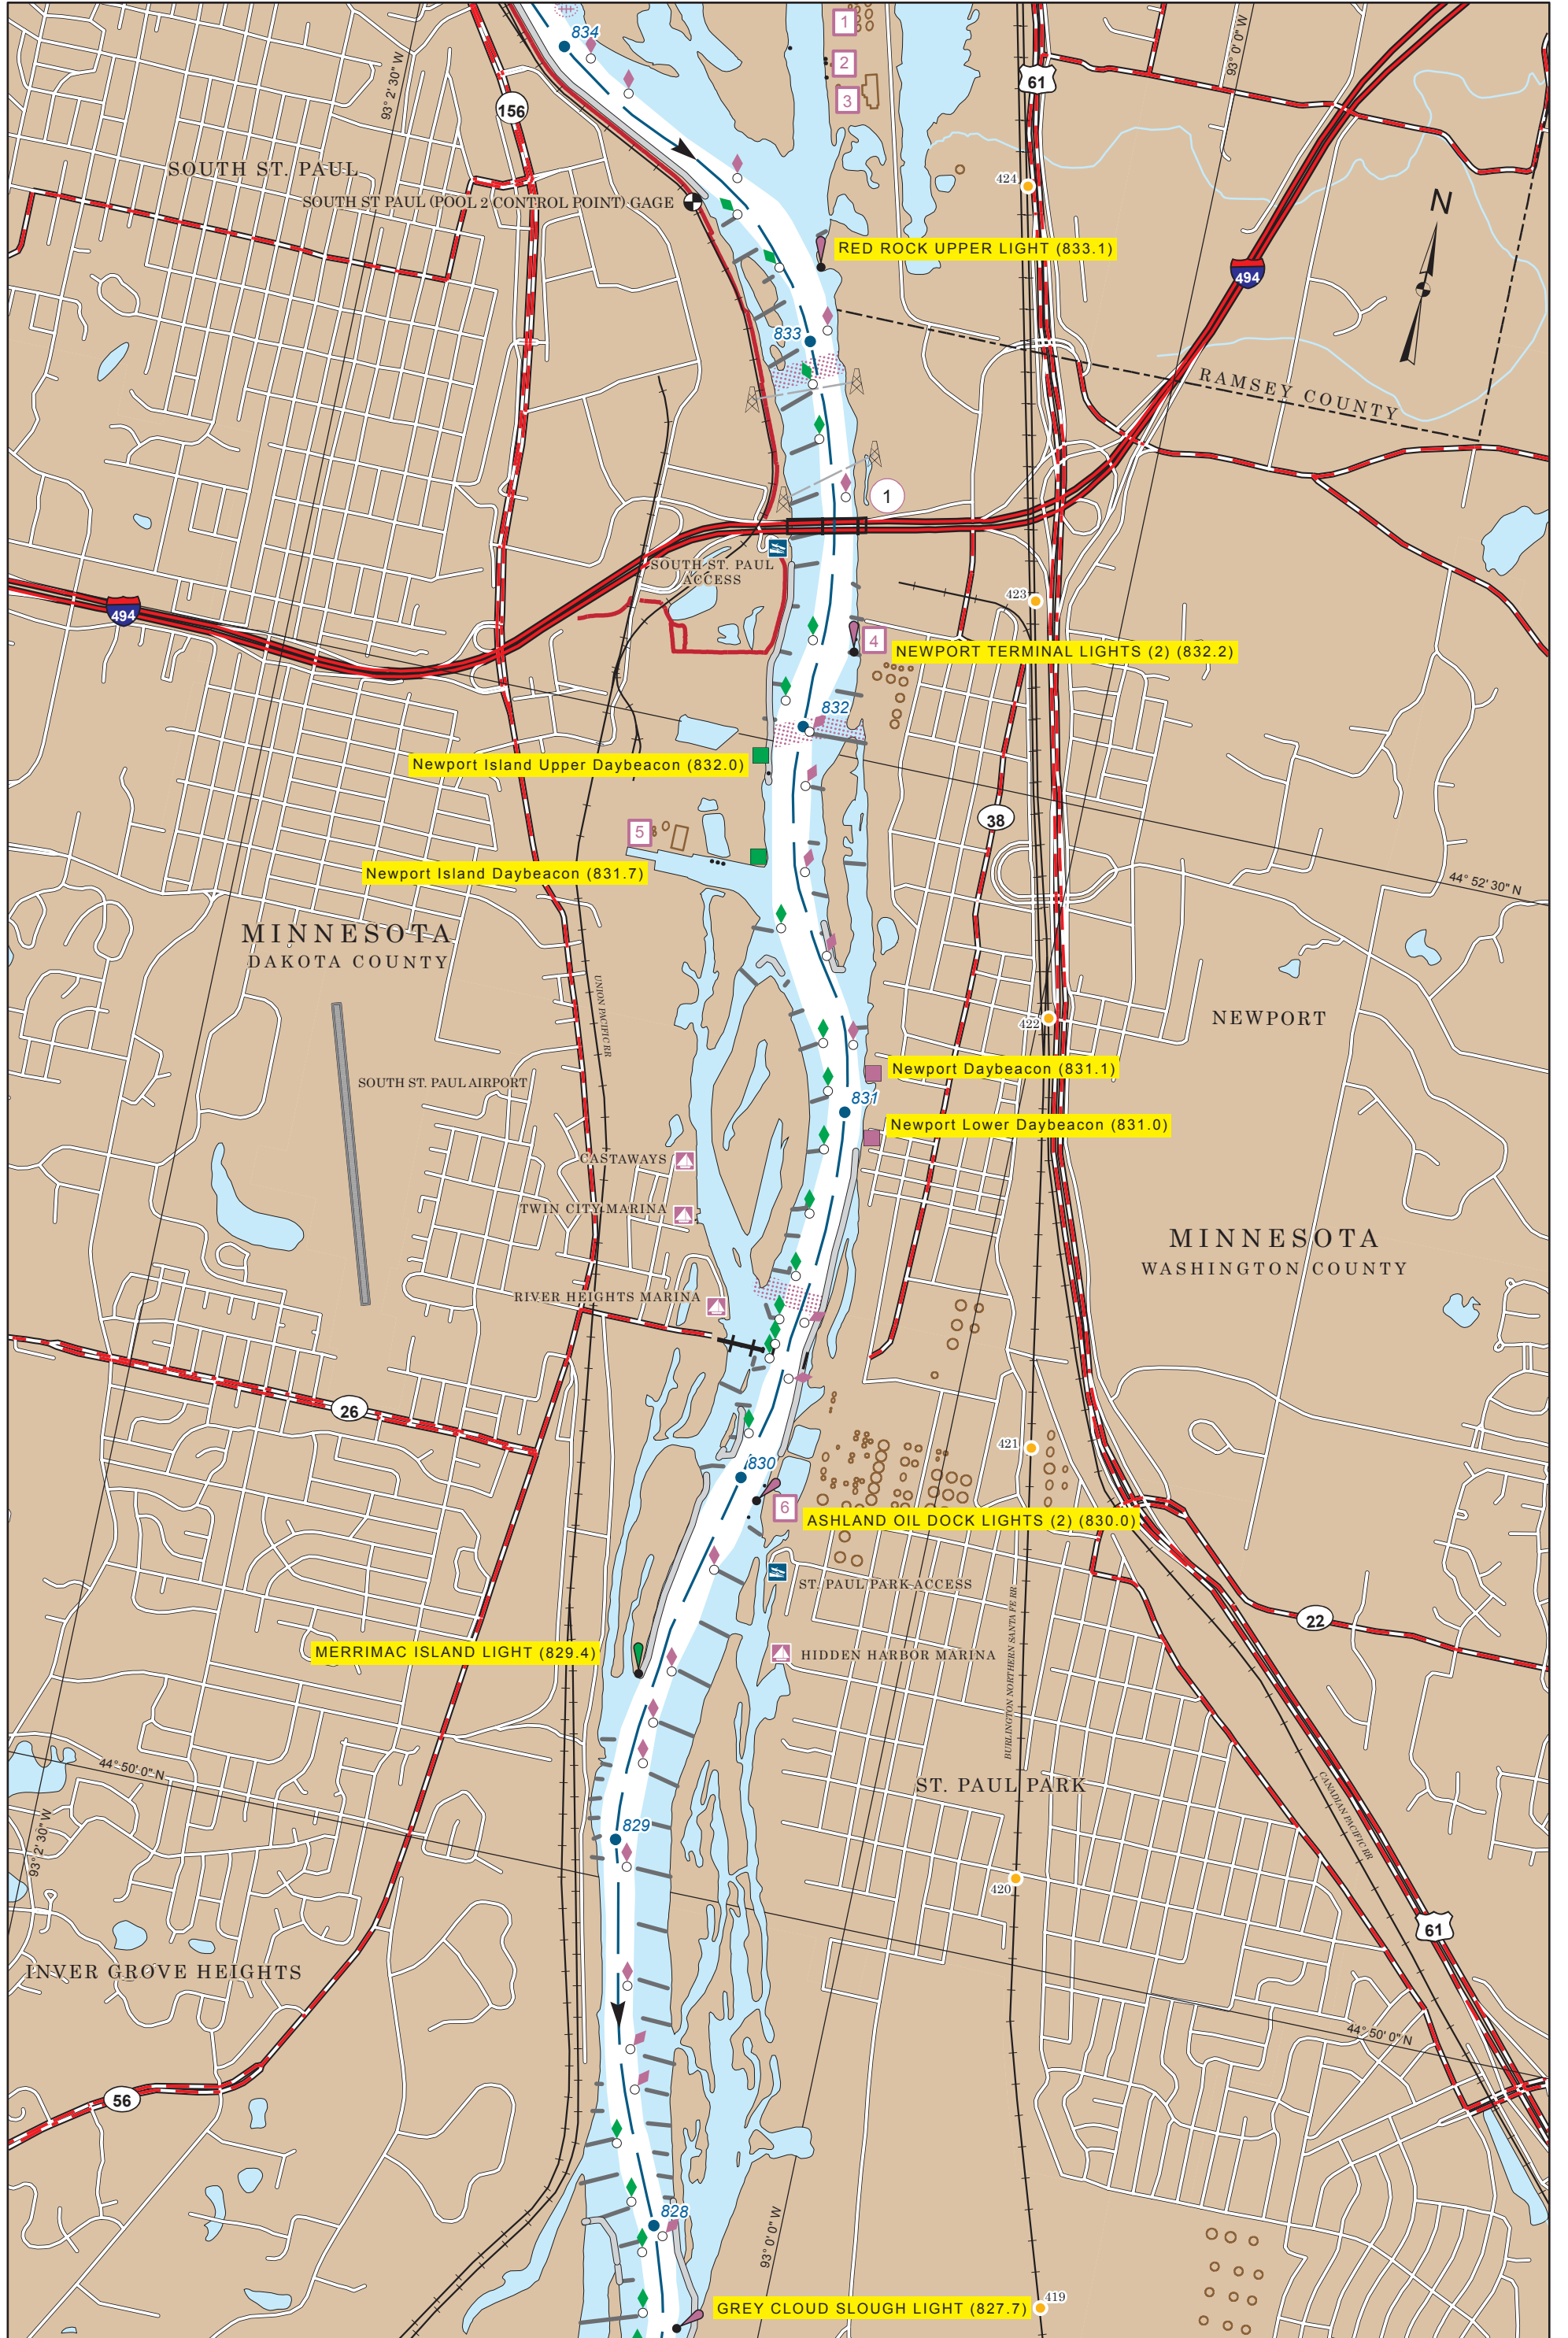 834
1
2
3
61
93° 0' 0" W
93° 2' 30" W
156
SOUTH ST. PAUL
424
SOUTH ST PAUL (POOL 2 CONTROL POINT) GAGE
N
RED ROCK UPPER LIGHT (833.1)
494
833
RAMSEY COUNTY
1
SOUTH ST. PAUL
ACCESS
423
494
4
NEWPORT TERMINAL LIGHTS (2) (832.2)
832
Newport Island Upper Daybeacon (832.0)
38
5
Newport Island Daybeacon (831.7)
44° 52' 30" N
MINNESOTA
DAKOTA COUNTY
UNION PACIFIC RR
422
NEWPORT
Newport Daybeacon (831.1)
SOUTH ST. PAUL AIRPORT
831
Newport Lower Daybeacon (831.0)
CASTAWAYS
TWIN CITY MARINA
MINNESOTA
WASHINGTON COUNTY
RIVER HEIGHTS MARINA
26
421
830
6
ASHLAND OIL DOCK LIGHTS (2) (830.0)
ST. PAUL PARK ACCESS
22
MERRIMAC ISLAND LIGHT (829.4)
HIDDEN HARBOR MARINA
BURLINGTON NORTHERN SANTA FE RR
44° 50' 0" N
ST. PAUL PARK
829
93° 2' 30" W
CANADIAN PACIFIC RR
420
61
INVER GROVE HEIGHTS
44° 50' 0" N
56
828
93° 0' 0" W
419
GREY CLOUD SLOUGH LIGHT (827.7)